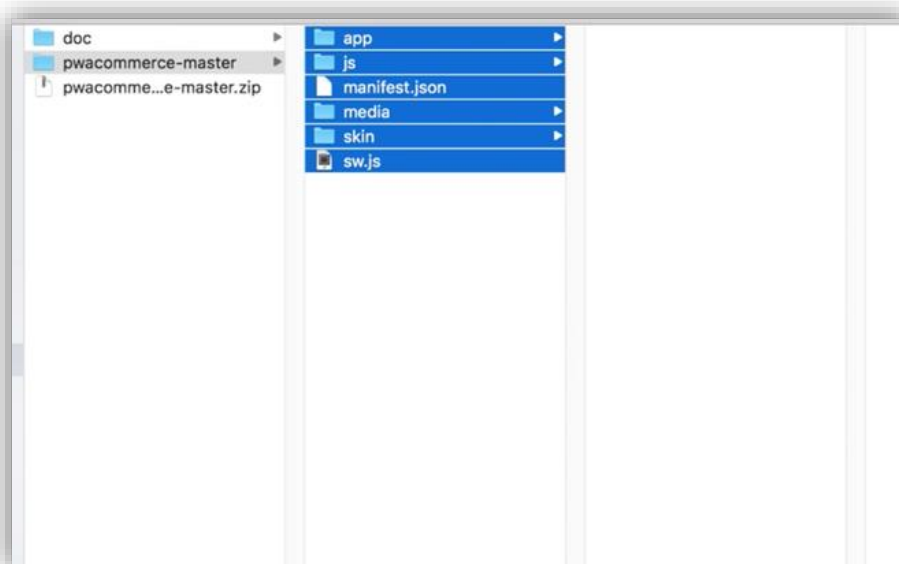 doc
pwacommerce-master
pwacomme...e-master.zip
app
js
manifest.json
media
skin
sw.js